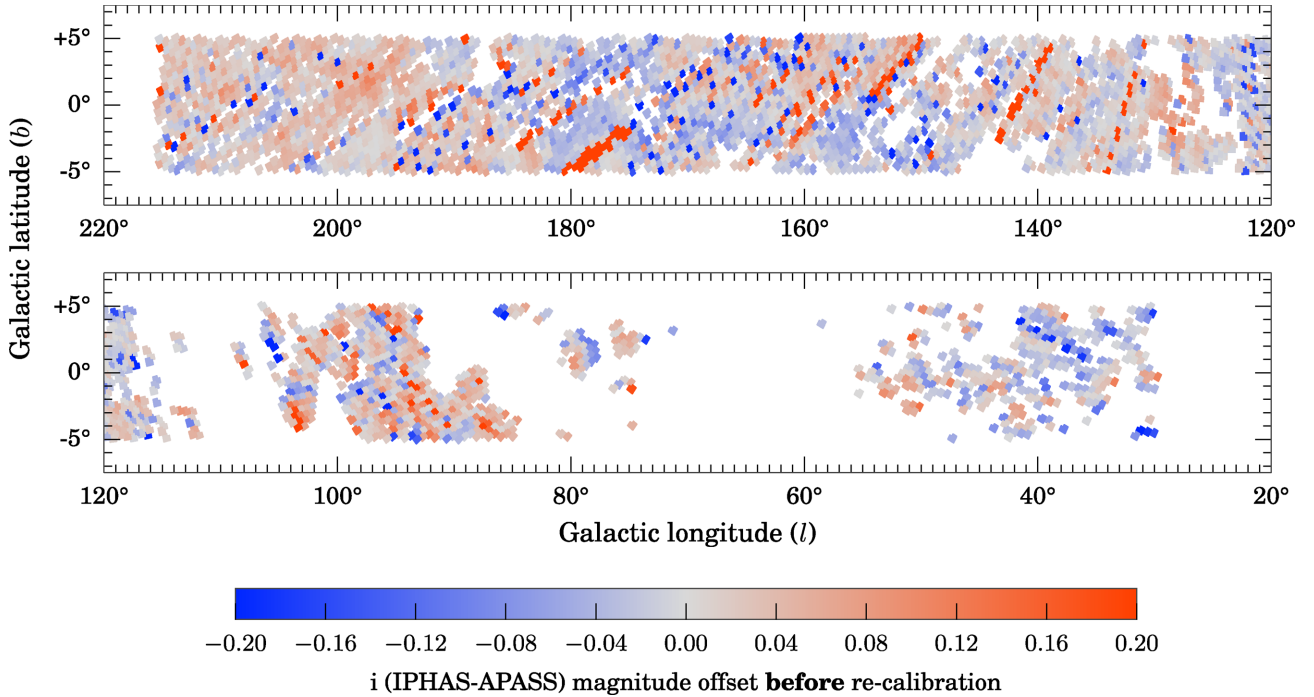 +5°
0°
-5°
220° 200° 180° 160° 140° 120°
Galactic latitude (b)
+5°
0°
-5°
120° 100° 80° 60° 40° 20°
Galactic longitude (l)
−0.20 −0.16 −0.12 −0.08 −0.04 0.00 0.04 0.08 0.12 0.16 0.20
i (IPHAS-APASS) magnitude offset before re-calibration